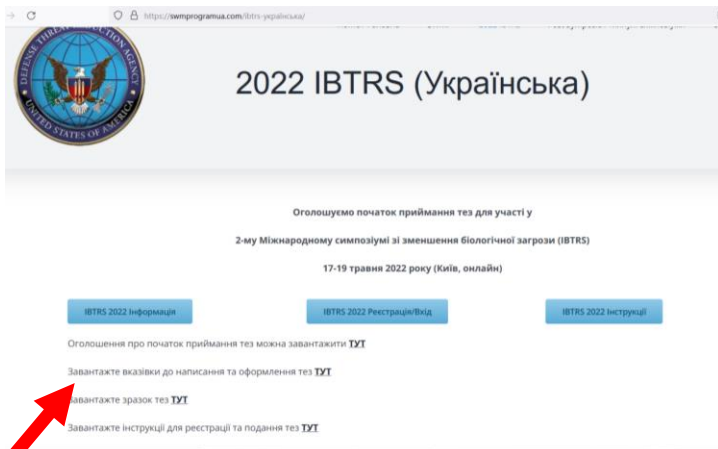 https://swmprogramua.com/ibtrs-українська/
DEFENSE THREAT REDUCTION AGENCY
UNITED STATES OF AMERICA
2022 IBTRS (Українська)
Оголошуємо початок приймання тез для участі у
2-му Міжнародному симпозіумі зі зменшення біологічної загрози (IBTRS)
17-19 травня 2022 року (Київ, онлайн)
IBTRS 2022 Інформація
IBTRS 2022 Реєстрація/Вхід
IBTRS 2022 Інструкції
Оголошення про початок приймання тез можна завантажити ТУТ
Завантажте вказівки до написання та оформлення тез ТУТ
Завантажте зразок тез ТУТ
Завантажте інструкції для реєстрації та подання тез ТУТ